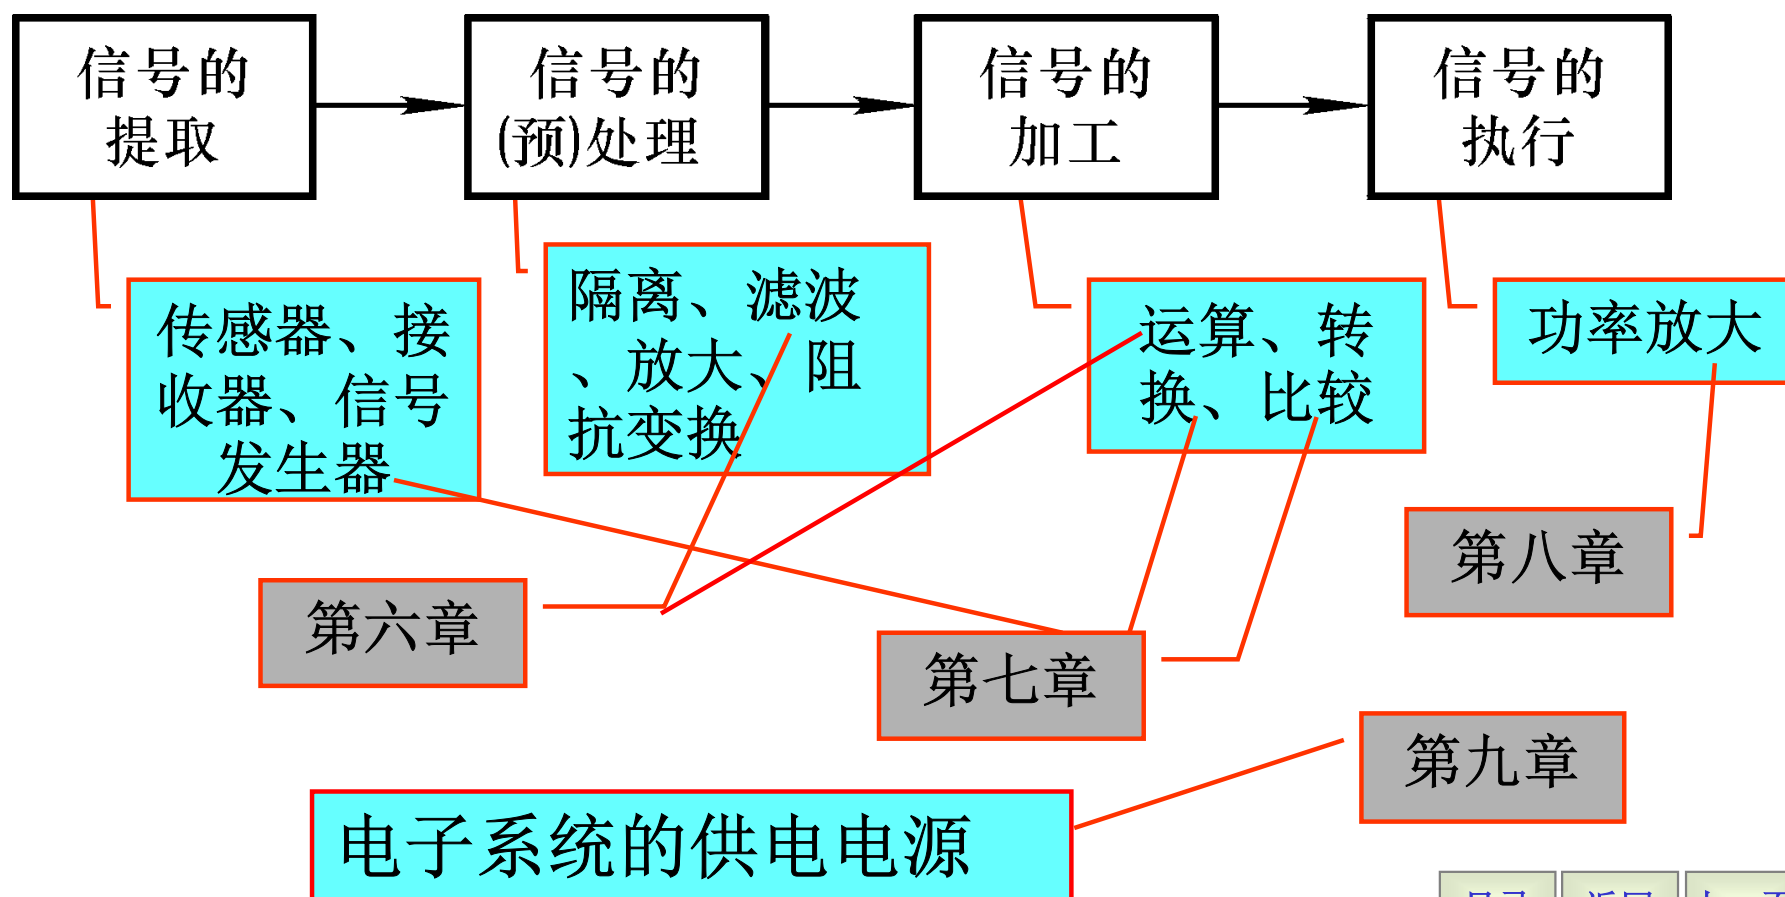 信号的
提取
信号的
(预)处理
信号的
加工
信号的
执行
传感器、接
收器、信号
发生器
隔离、滤波
、放大、阻
抗变换
运算、转
换、比较
功率放大
第八章
第六章
第七章
第九章
电子系统的供电电源